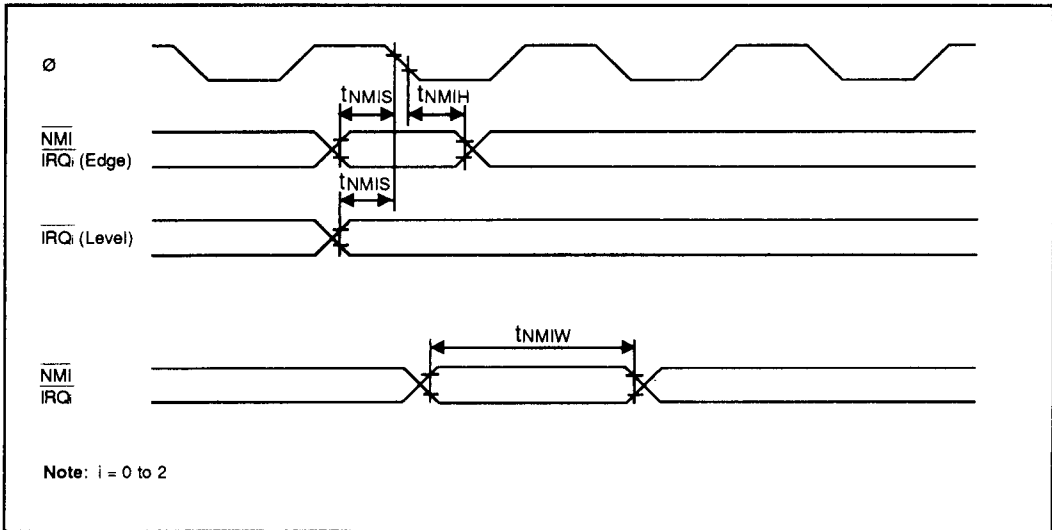 Ø
tNMIS tNMIH
NMI
IRQi (Edge)
tNMIS
IRQi (Level)
tNMIW
NMI
IRQi
Note: i = 0 to 2